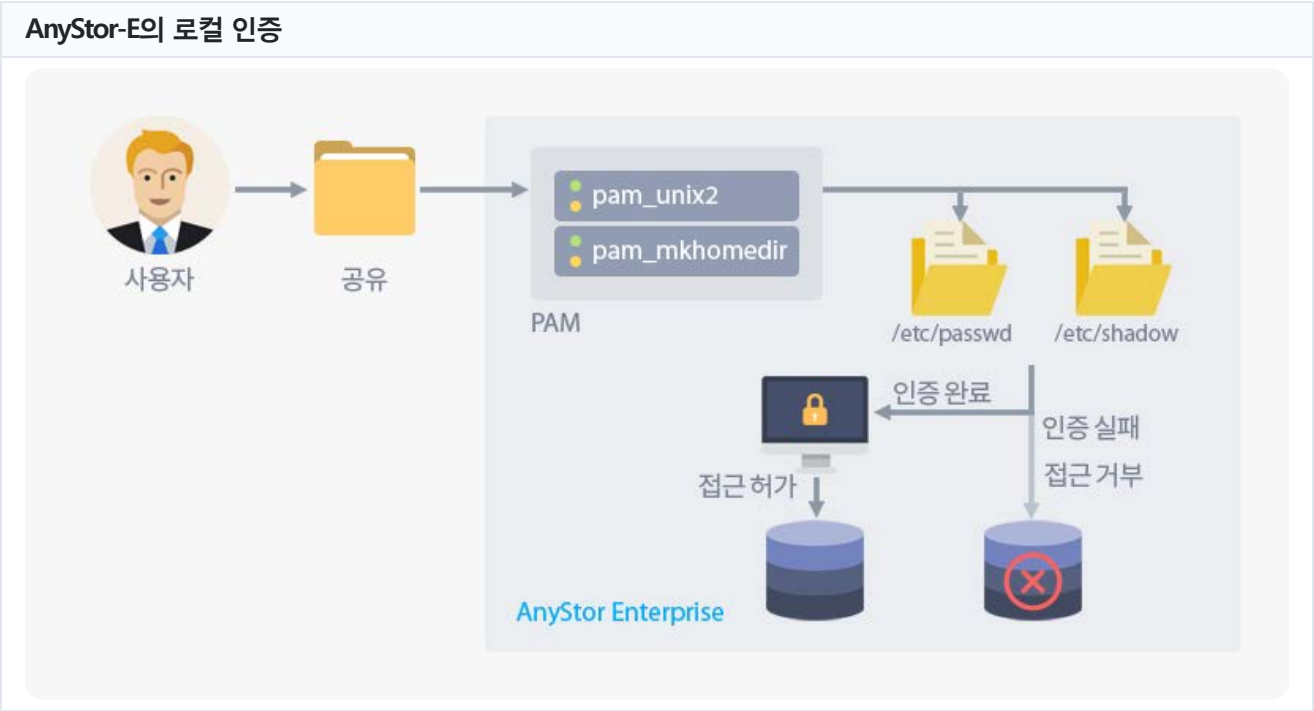 AnyStor-E의 로컬 인증
사용자
공유
pam_unix2
pam_mkhomedir
PAM
/etc/passwd
/etc/shadow
인증 완료
인증 실패
접근 거부
접근 허가
AnyStor Enterprise